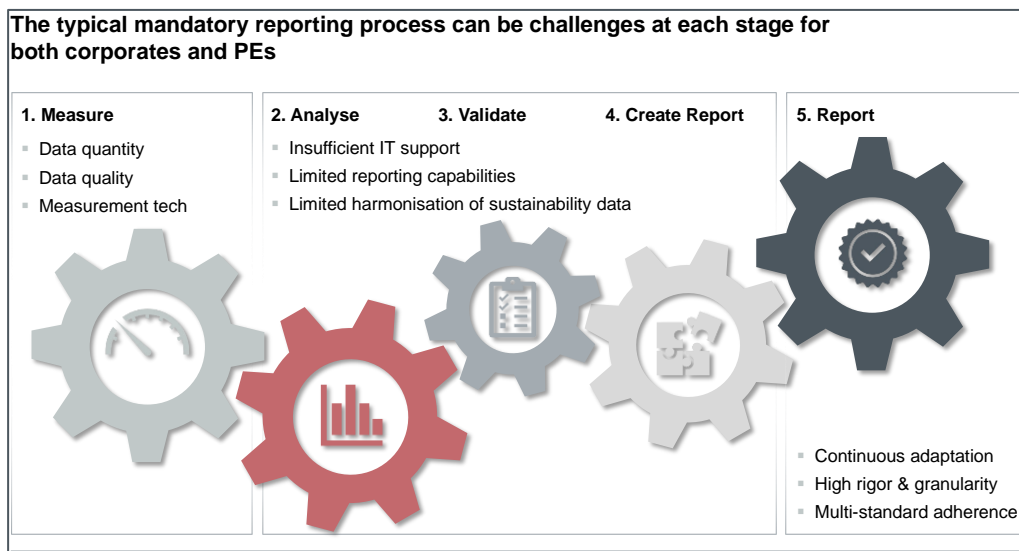 The typical mandatory reporting process can be challenges at each stage for
both corporates and PEs
1. Measure
Data quantity
Data quality
Measurement tech
2. Analyse
3. Validate
4. Create Report
Insufficient IT support
Limited reporting capabilities
Limited harmonisation of sustainability data
5. Report
Continuous adaptation
High rigor & granularity
Multi-standard adherence